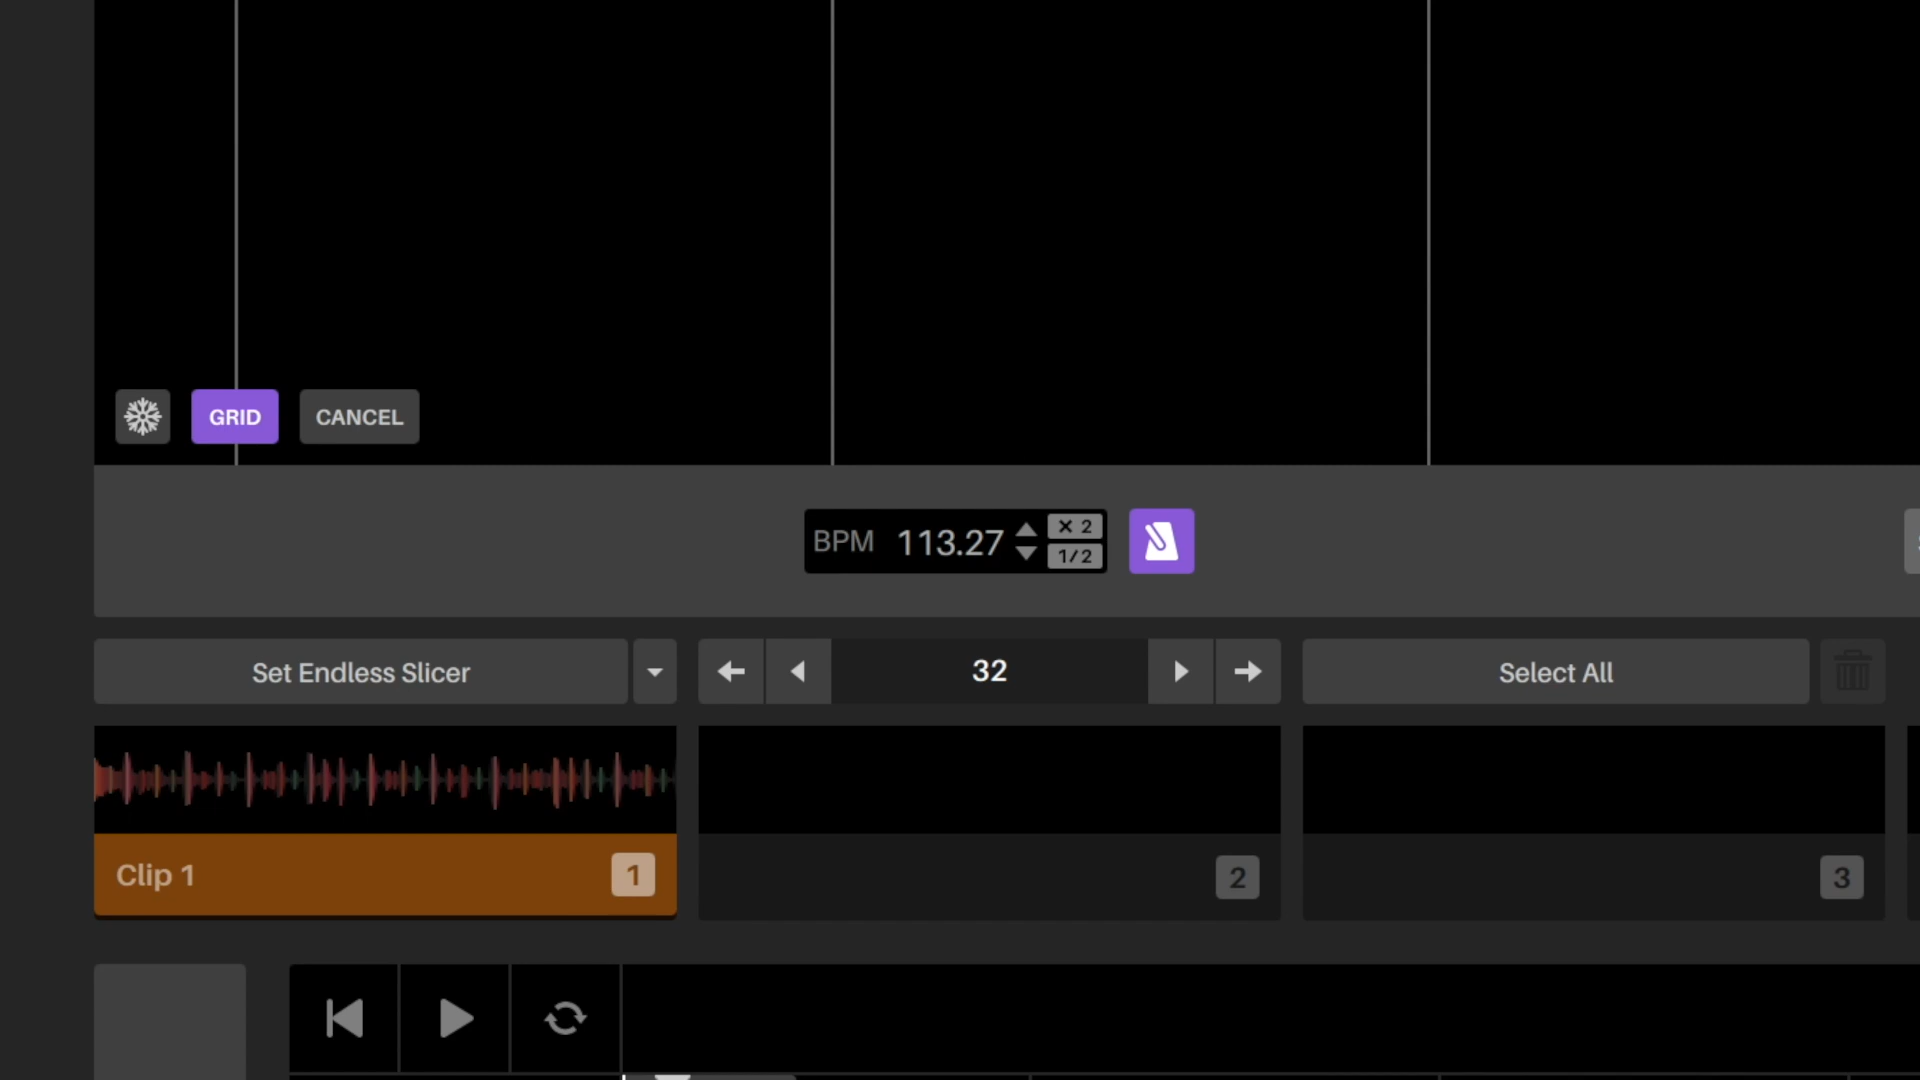 GRID CANCEL
BPM 113.27 × 2
1/2
Set Endless Slicer 32 Select All
Clip 1 1 2 3